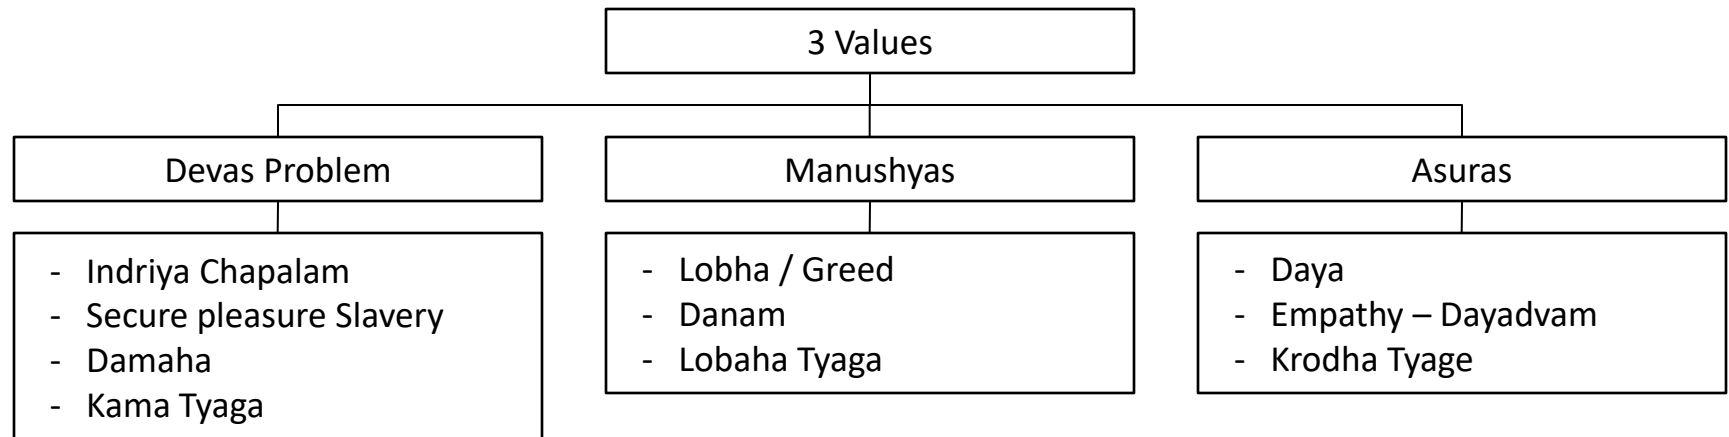 3 Values
Devas Problem
- Indriya Chapalam
- Secure pleasure Slavery
- Damaha
- Kama Tyaga
Manushyas
- Lobha / Greed
- Danam
- Lobaha Tyaga
Asuras
- Daya
- Empathy – Dayadvam
- Krodha Tyage